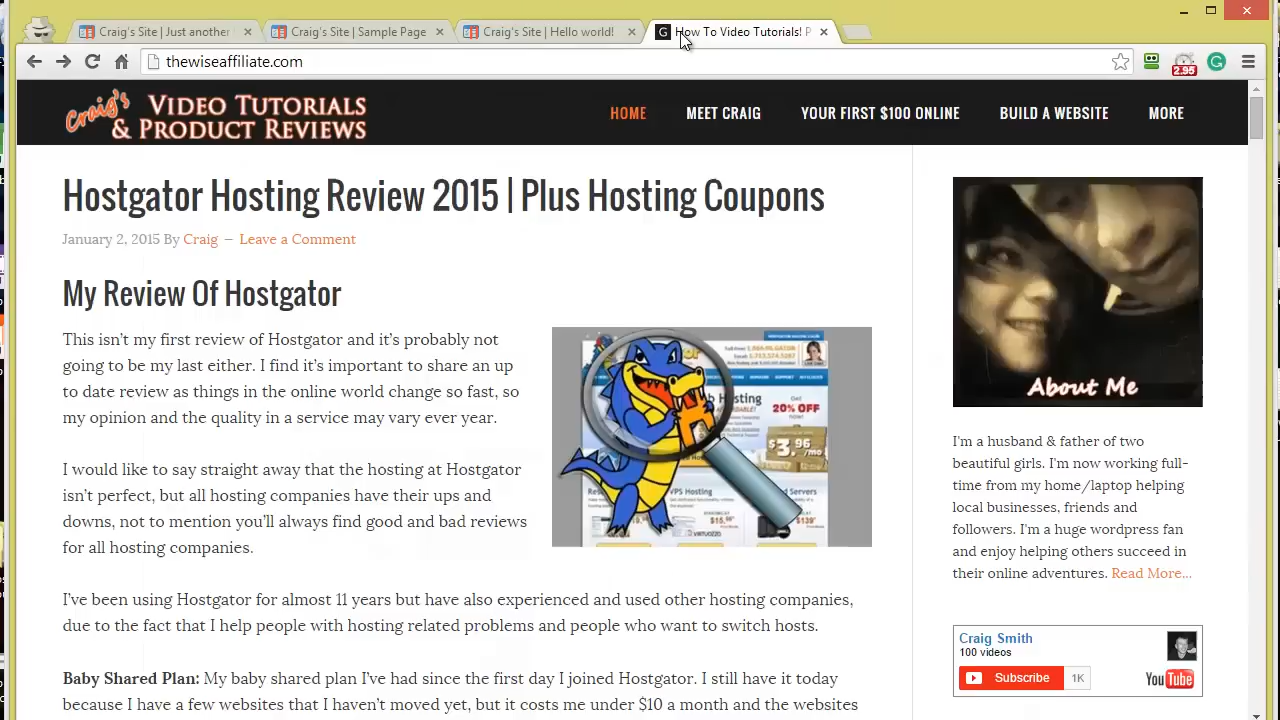 Craig's Site | Just another
Craig's Site | Sample Page
Craig's Site | Hello world!
How To Video Tutorials! P
thewiseaffiliate.com
2.95
Craig's VIDEO TUTORIALS
& PRODUCT REVIEWS
HOME
MEET CRAIG
YOUR FIRST $100 ONLINE
BUILD A WEBSITE
MORE
Hostgator Hosting Review 2015 | Plus Hosting Coupons
January 2, 2015 By Craig — Leave a Comment
My Review Of Hostgator
This isn't my first review of Hostgator and it's probably not
going to be my last either. I find it important to share an up
to date review as things in the online world change so fast, so
my opinion and the quality in a service may vary ever year.
I would like to say straight away that the hosting at Hostgator
isn't perfect, but all hosting companies have their ups and
downs, not to mention you'll always find good and bad reviews
for all hosting companies.
20% OFF
$3.96
VPS Hosting
I've been using Hostgator for almost 11 years but have also experienced and used other hosting companies,
due to the fact that I help people with hosting related problems and people who want to switch hosts.
Baby Shared Plan: My baby shared plan I've had since the first day I joined Hostgator. I still have it today
because I have a few websites that I haven't moved yet, but it costs me under $10 a month and the websites
About Me
I'm a husband & father of two
beautiful girls. I'm now working full-
time from my home/laptop helping
local businesses, friends and
followers. I'm a huge wordpress fan
and enjoy helping others succeed in
their online adventures. Read More...
Craig Smith
100 videos
Subscribe
1K
YouTube